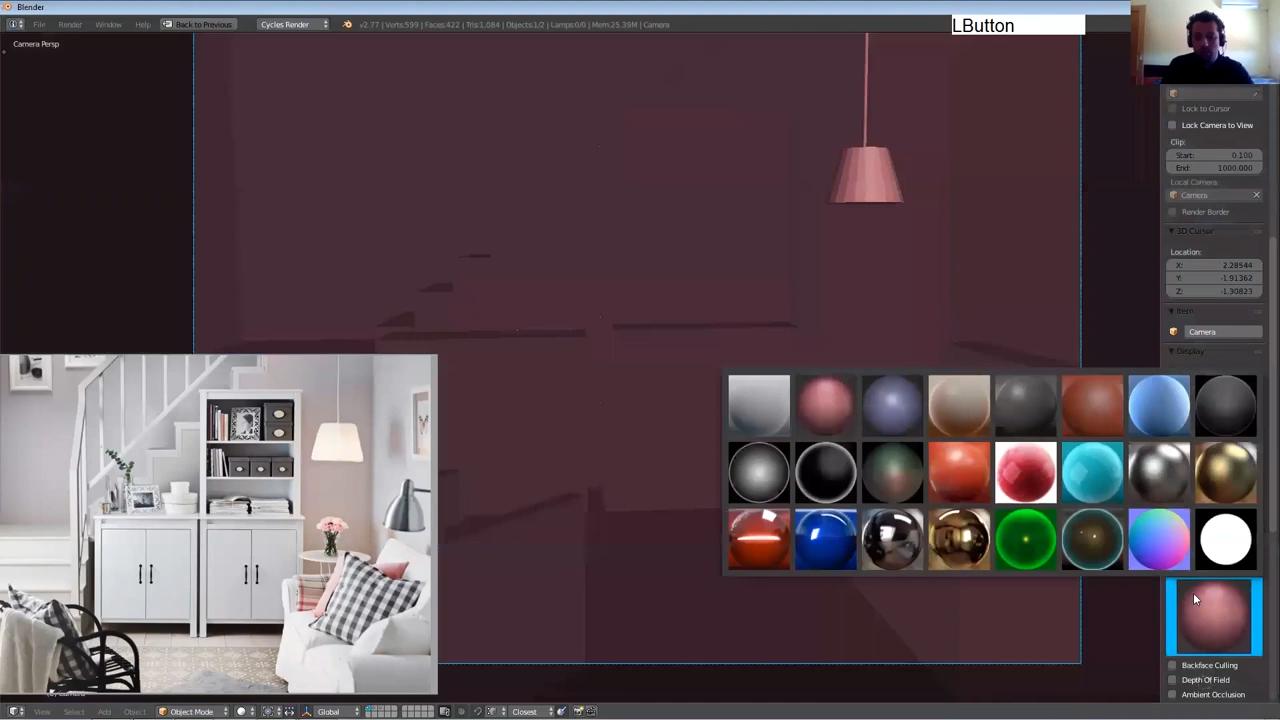 Blender
File Render Window Help Back to Previous Cycles Render v2.77 | Verts:599 | Faces:422 | Tris:1,084 | Objects:1/2 | Lamps:0/0 | Mem:25.39M | Camera
LButton
Camera Persp
Lock to Cursor
Lock Camera to View
Clip:
Start: 0.100
End: 1000.000
Local Camera:
Camera
Render Border
3D Cursor
Location:
X: 2.28544
Y: -1.91362
Z: -1.30823
Item
Camera
Display
Backface Culling
Depth Of Field
Ambient Occlusion
View Select Add Object Object Mode Global Closest